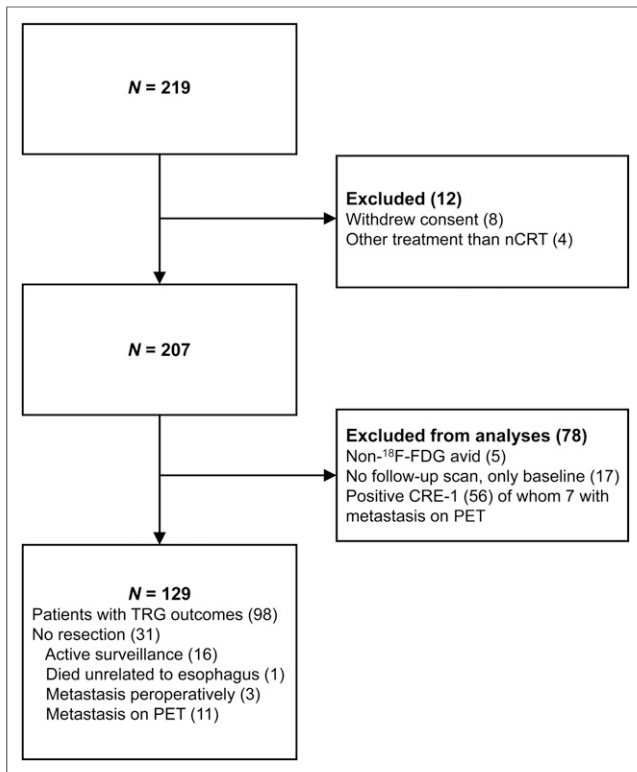 N = 219
Excluded (12)
Withdrew consent (8)
Other treatment than nCRT (4)
N = 207
Excluded from analyses (78)
Non-¹⁸F-FDG avid (5)
No follow-up scan, only baseline (17)
Positive CRE-1 (56) of whom 7 with
metastasis on PET
N = 129
Patients with TRG outcomes (98)
No resection (31)
Active surveillance (16)
Died unrelated to esophagus (1)
Metastasis peroperatively (3)
Metastasis on PET (11)